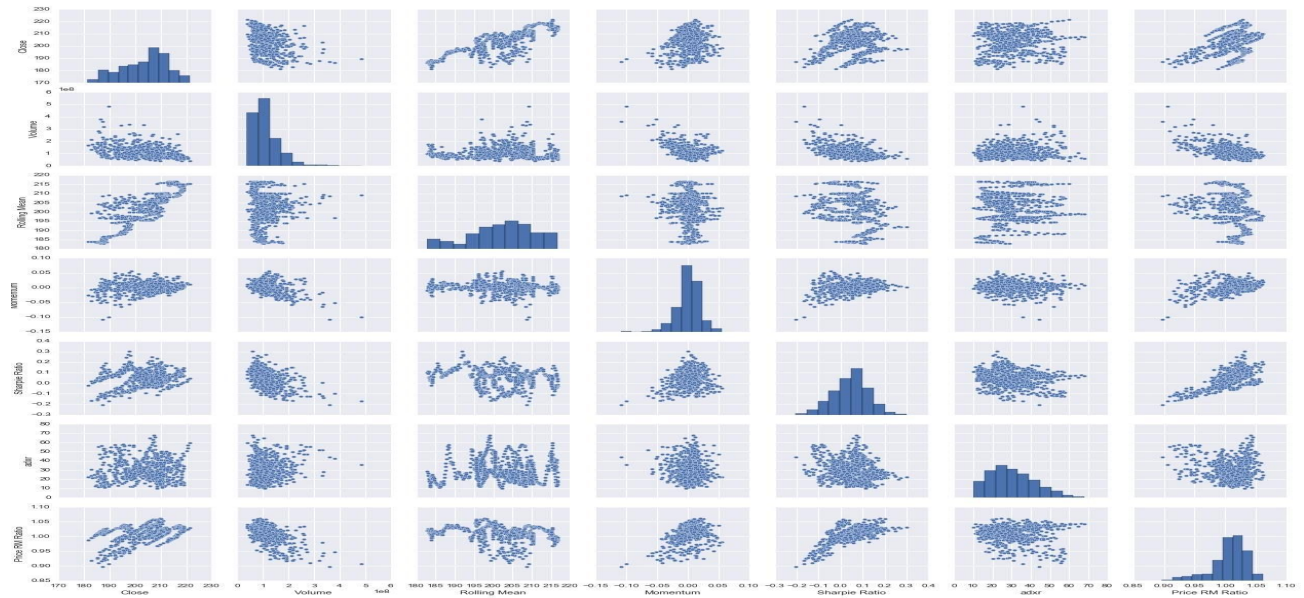 230
220
210
200
190
180
170
Close
1e8
6
5
4
3
2
1
0
Volume
220
215
210
205
200
195
190
185
180
Rolling Mean
0.10
0.05
0.00
−0.05
−0.10
−0.15
Momentum
0.4
0.3
0.2
0.1
0.0
−0.1
−0.2
−0.3
Sharpie Ratio
80
70
60
50
40
30
20
10
0
adxr
1.10
1.05
1.00
0.95
0.90
0.85
Price RM Ratio
170 180 190 200 210 220 230
Close
0 1 2 3 4 5 6
1e8
Volume
180 185 190 195 200 205 210 215 220
Rolling Mean
−0.15 −0.10 −0.05 0.00 0.05 0.10
Momentum
−0.3 −0.2 −0.1 0.0 0.1 0.2 0.3 0.4
Sharpie Ratio
0 10 20 30 40 50 60 70 80
adxr
0.85 0.90 0.95 1.00 1.05 1.10
Price RM Ratio